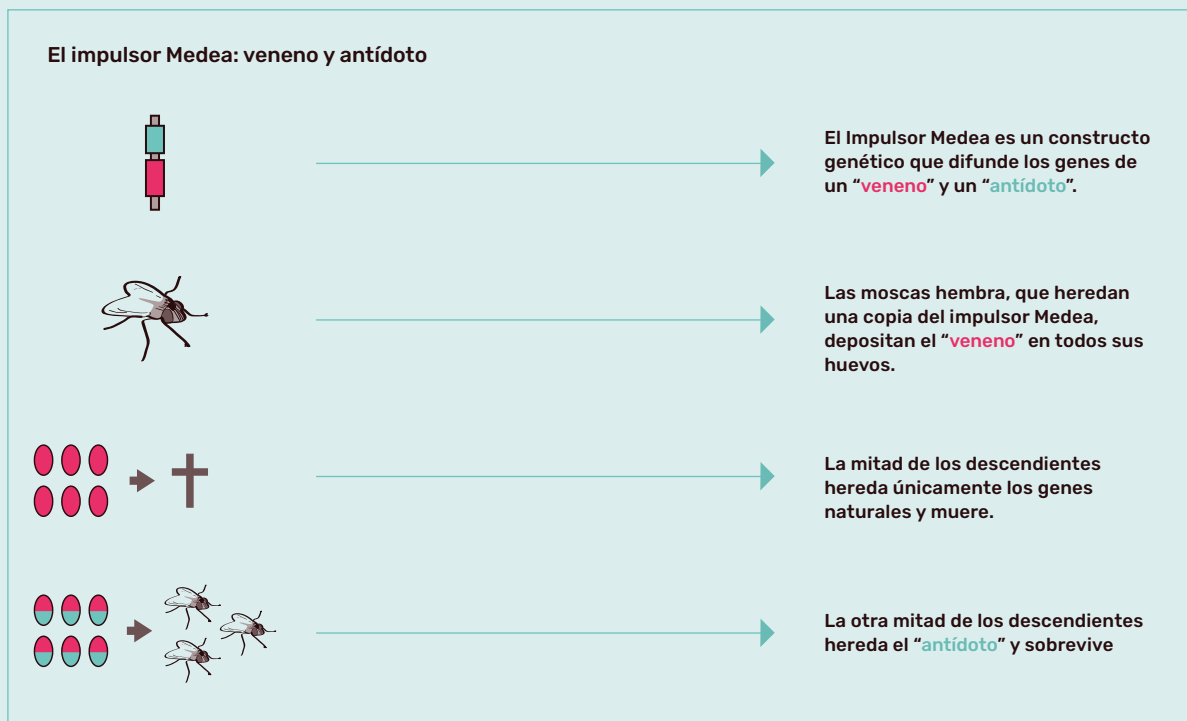 El impulsor Medea: veneno y antídoto
El Impulsor Medea es un constructo
genético que difunde los genes de
un “veneno” y un “antídoto”.
Las moscas hembra, que heredan
una copia del impulsor Medea,
depositan el “veneno” en todos sus
huevos.
La mitad de los descendientes
hereda únicamente los genes
naturales y muere.
La otra mitad de los descendientes
hereda el “antídoto” y sobrevive